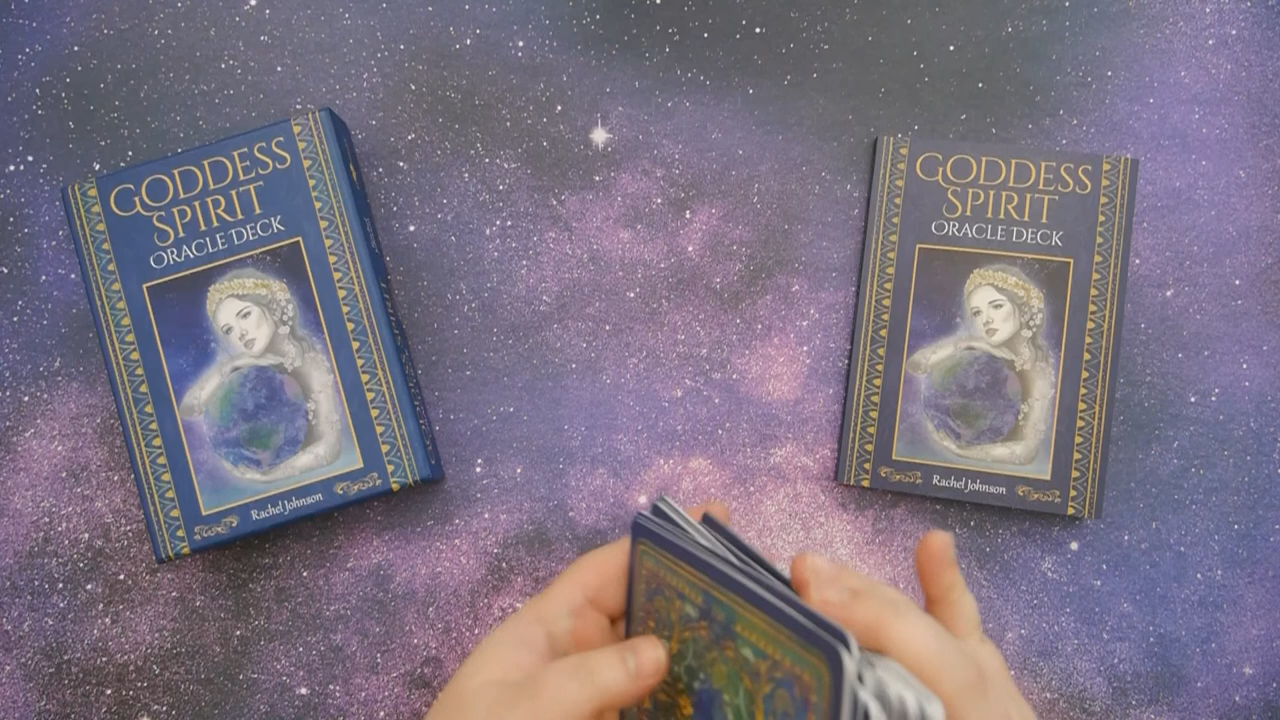 GODDESS
SPIRIT
ORACLE DECK
Rachel Johnson
GODDESS
SPIRIT
ORACLE DECK
Rachel Johnson